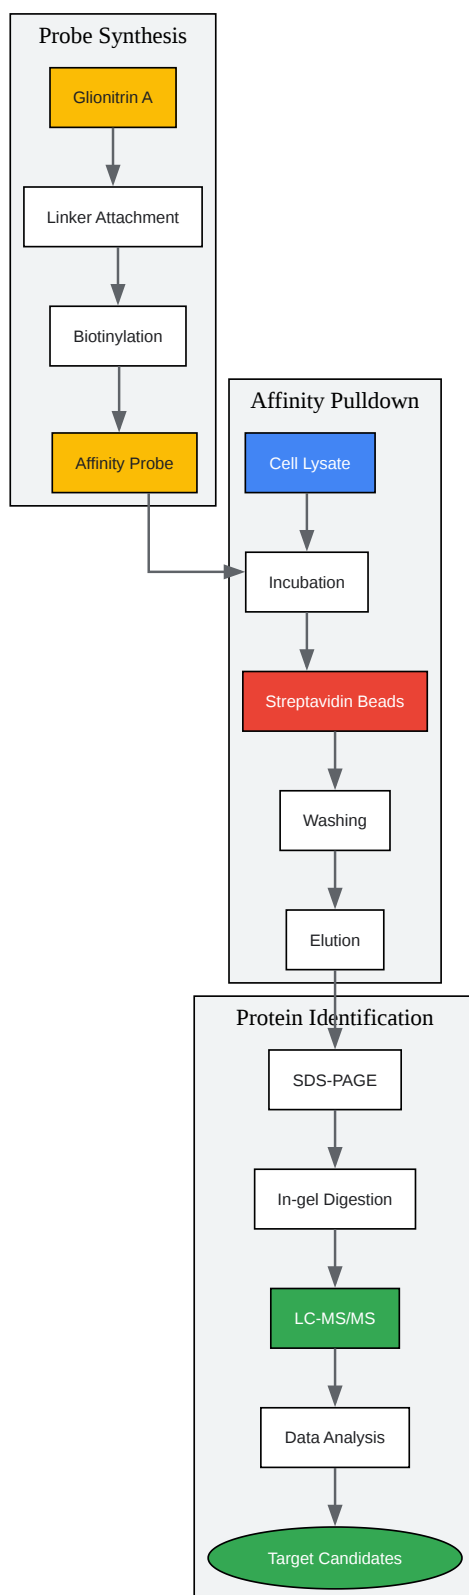 Probe Synthesis
Glionitrin A
Linker Attachment
Biotinylation
Affinity Probe
Affinity Pulldown
Cell Lysate
Incubation
Streptavidin Beads
Washing
Elution
Protein Identification
SDS-PAGE
In-gel Digestion
LC-MS/MS
Data Analysis
Target Candidates